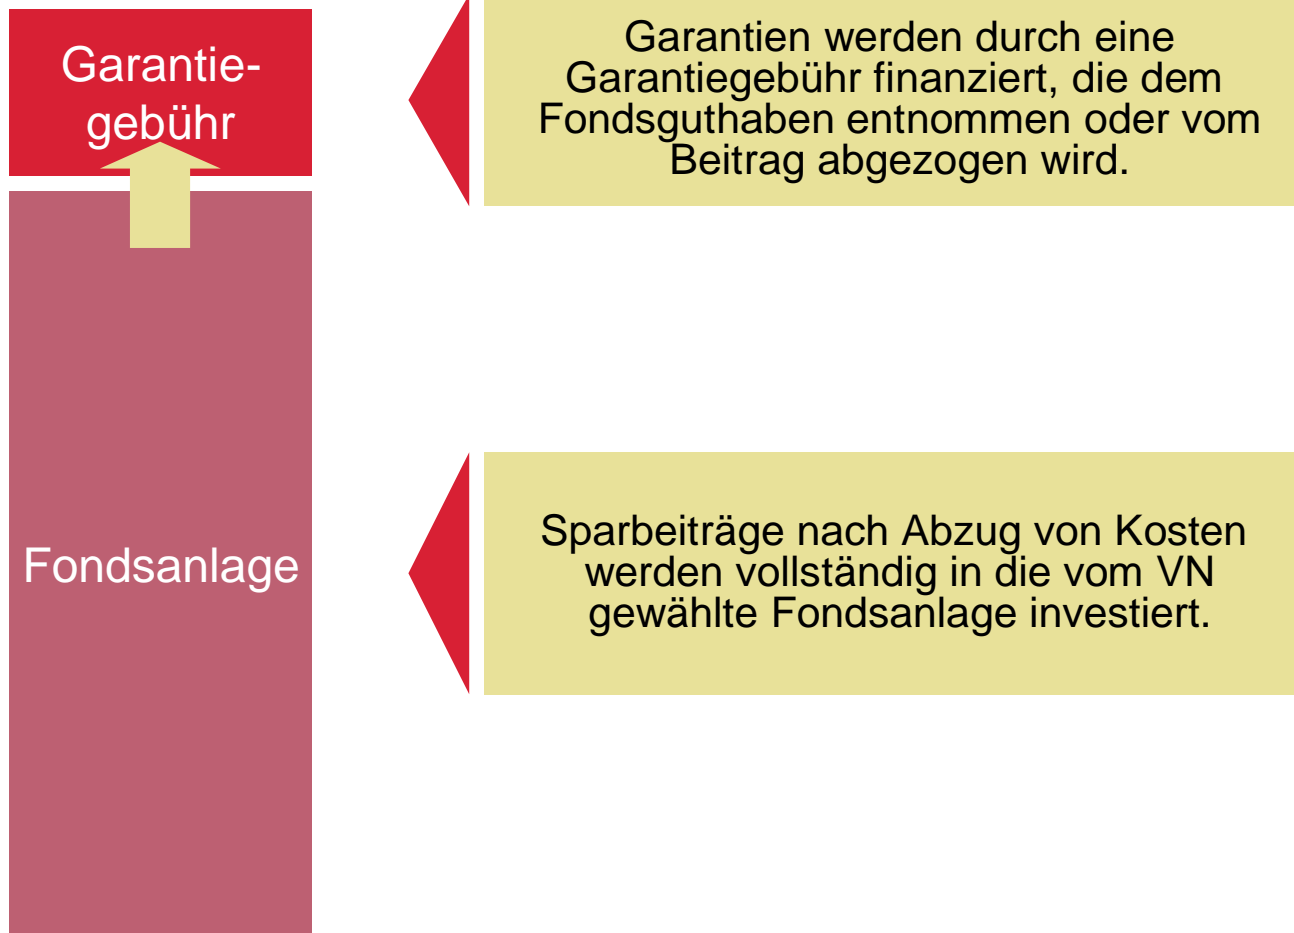 Garantie-
gebühr
Garantien werden durch eine
Garantiegebühr finanziert, die dem
Fondsguthaben entnommen oder vom
Beitrag abgezogen wird.
Fondsanlage
Sparbeiträge nach Abzug von Kosten
werden vollständig in die vom VN
gewählte Fondsanlage investiert.